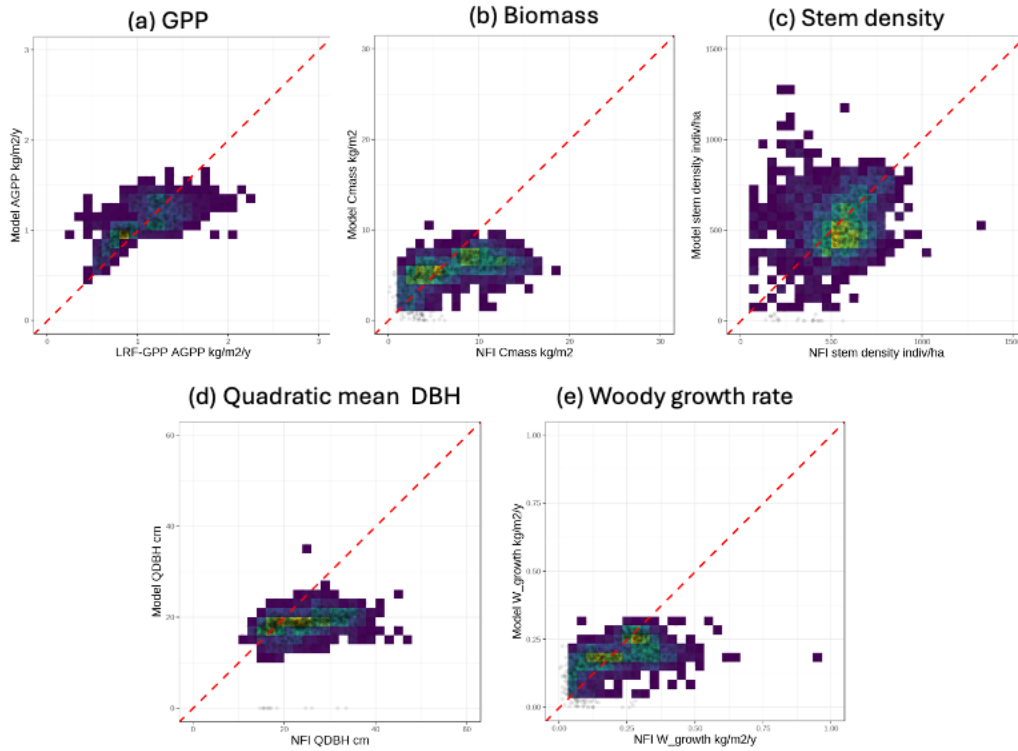 (a) GPP
(b) Biomass
(c) Stem density
3
2
1
0
Model AGPP kg/m2/y
0
1
2
3
LRF-GPP AGPP kg/m2/y
30
20
10
0
Model Cmass kg/m2
0
10
20
30
NFI Cmass kg/m2
1500
1000
500
0
Model stem density indiv/ha
0
500
1000
1500
NFI stem density indiv/ha
(d) Quadratic mean DBH
(e) Woody growth rate
60
40
20
0
Model QDBH cm
0
20
40
60
NFI QDBH cm
1.00
0.75
0.50
0.25
0.00
Model W_growth kg/m2/y
0.00
0.25
0.50
0.75
1.00
NFI W_growth kg/m2/y